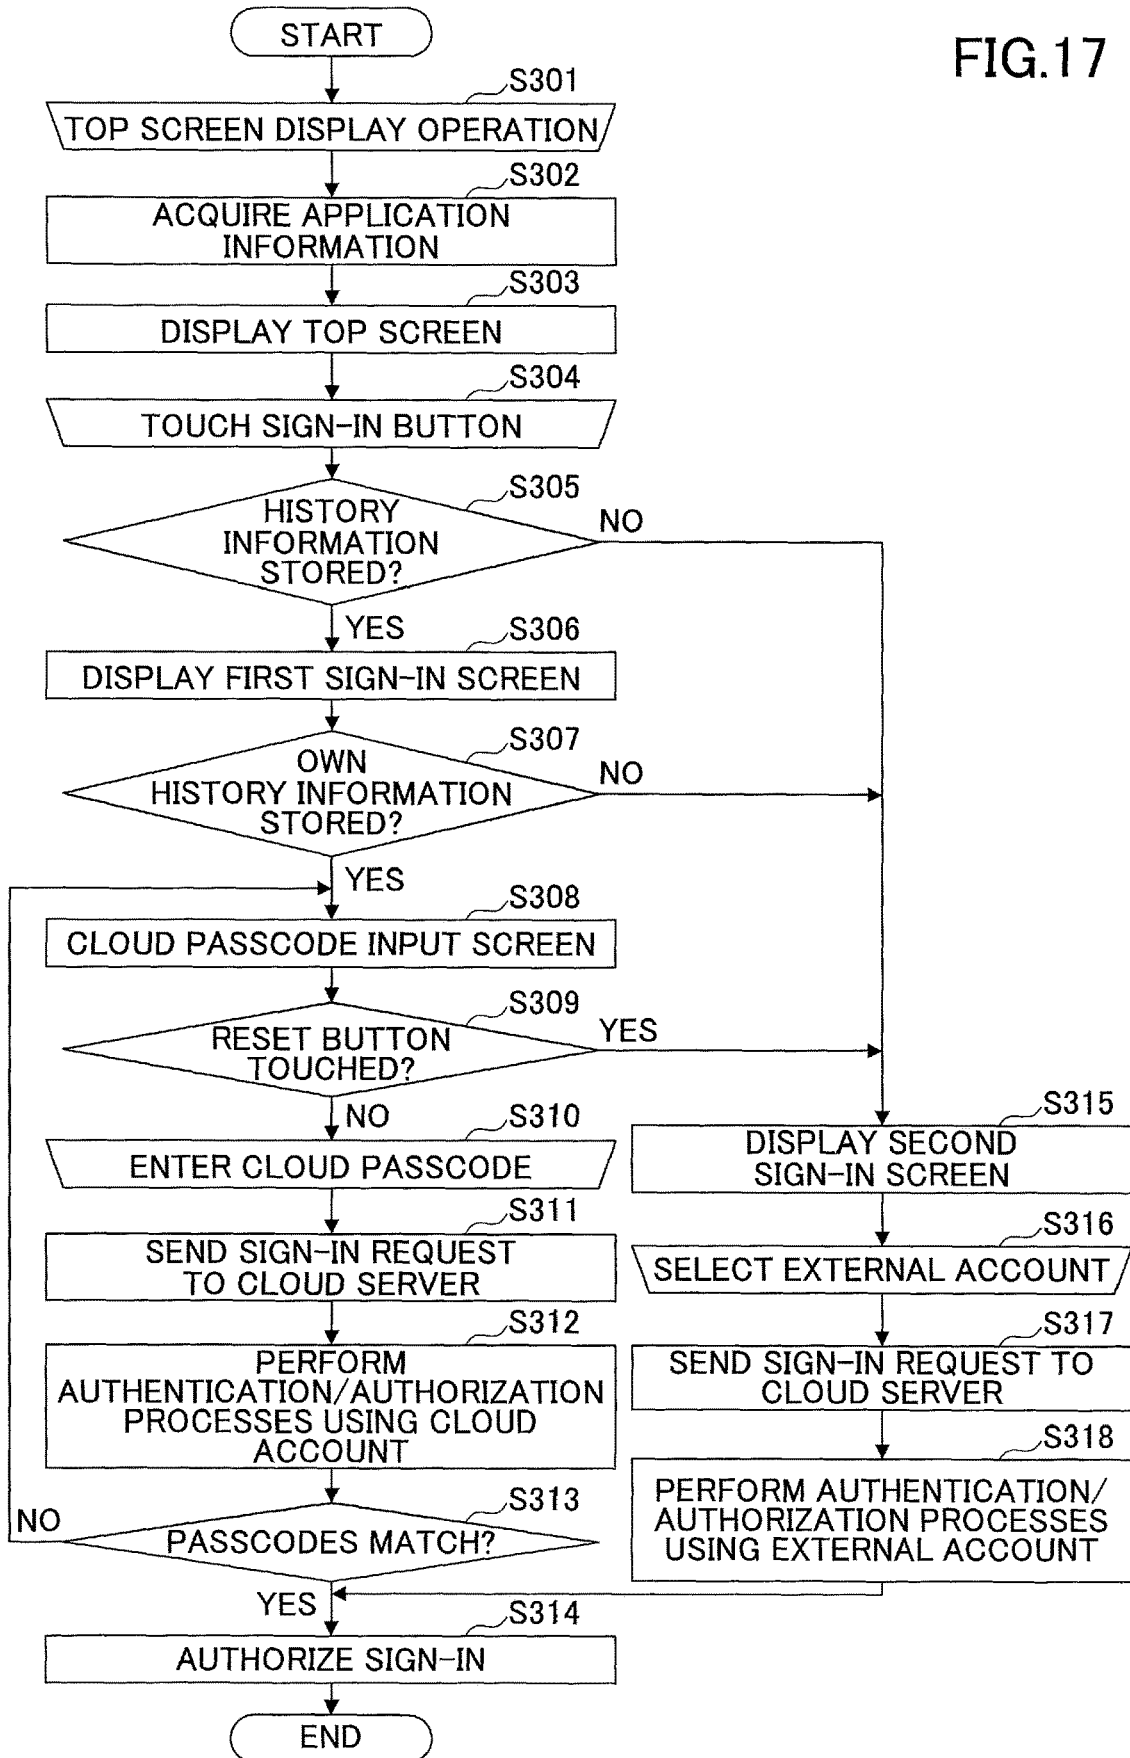 FIG.17
START
S301
TOP SCREEN DISPLAY OPERATION
S302
ACQUIRE APPLICATION
INFORMATION
S303
DISPLAY TOP SCREEN
S304
TOUCH SIGN-IN BUTTON
S305
HISTORY
INFORMATION
STORED?
NO
YES
S306
DISPLAY FIRST SIGN-IN SCREEN
S307
OWN
HISTORY INFORMATION
STORED?
NO
YES
S308
CLOUD PASSCODE INPUT SCREEN
S309
RESET BUTTON
TOUCHED?
YES
NO
S310
ENTER CLOUD PASSCODE
S311
SEND SIGN-IN REQUEST
TO CLOUD SERVER
S312
PERFORM
AUTHENTICATION/AUTHORIZATION
PROCESSES USING CLOUD
ACCOUNT
S313
PASSCODES MATCH?
NO
YES
S315
DISPLAY SECOND
SIGN-IN SCREEN
S316
SELECT EXTERNAL ACCOUNT
S317
SEND SIGN-IN REQUEST TO
CLOUD SERVER
S318
PERFORM AUTHENTICATION/
AUTHORIZATION PROCESSES
USING EXTERNAL ACCOUNT
S314
AUTHORIZE SIGN-IN
END